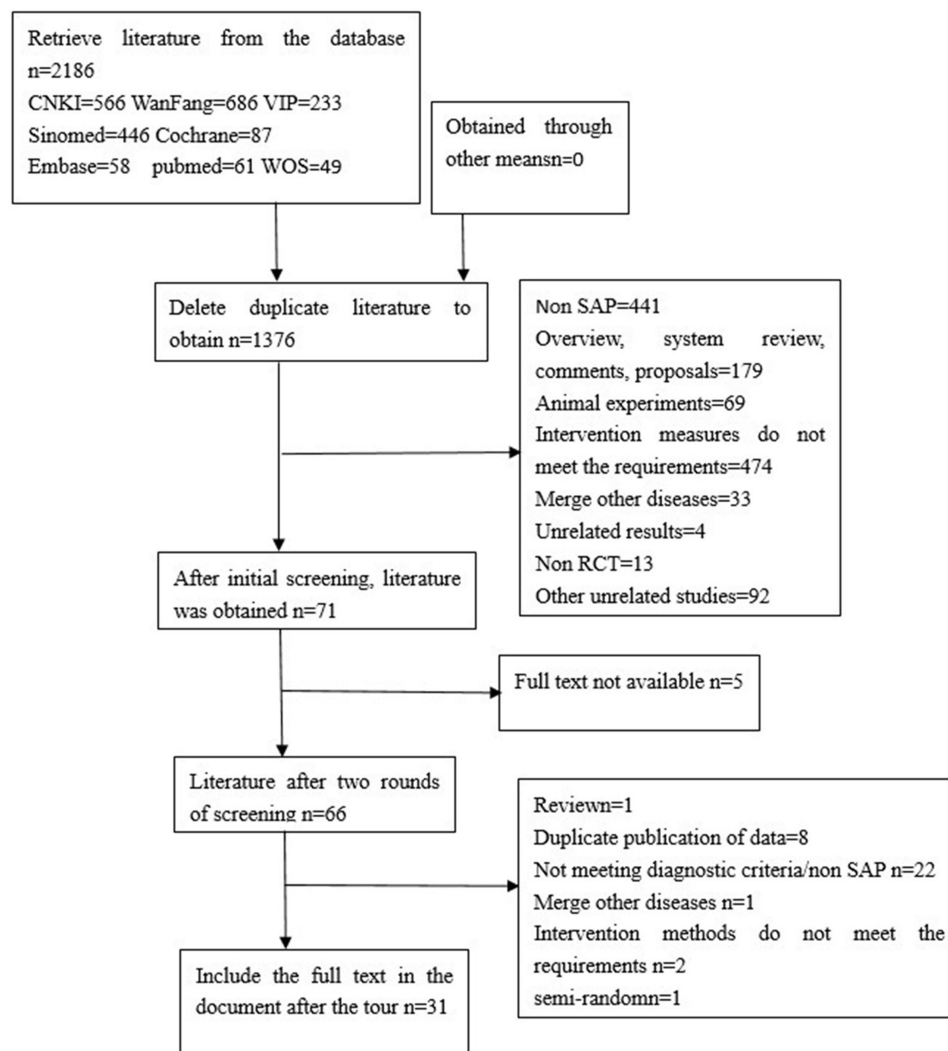 Retrieve literature from the database
n=2186
CNKI=566 WanFang=686 VIP=233
Sinomed=446 Cochrane=87
Embase=58 pubmed=61 WOS=49
Obtained through
other meansn=0
Delete duplicate literature to
obtain n=1376
Non SAP=441
Overview, system review,
comments, proposals=179
Animal experiments=69
Intervention measures do not
meet the requirements=474
Merge other diseases=33
Unrelated results=4
Non RCT=13
Other unrelated studies=92
After initial screening, literature
was obtained n=71
Full text not available n=5
Literature after two rounds
of screening n=66
Reviewn=1
Duplicate publication of data=8
Not meeting diagnostic criteria/non SAP n=22
Merge other diseases n=1
Intervention methods do not meet the
requirements n=2
semi-randomn=1
Include the full text in the
document after the tour n=31